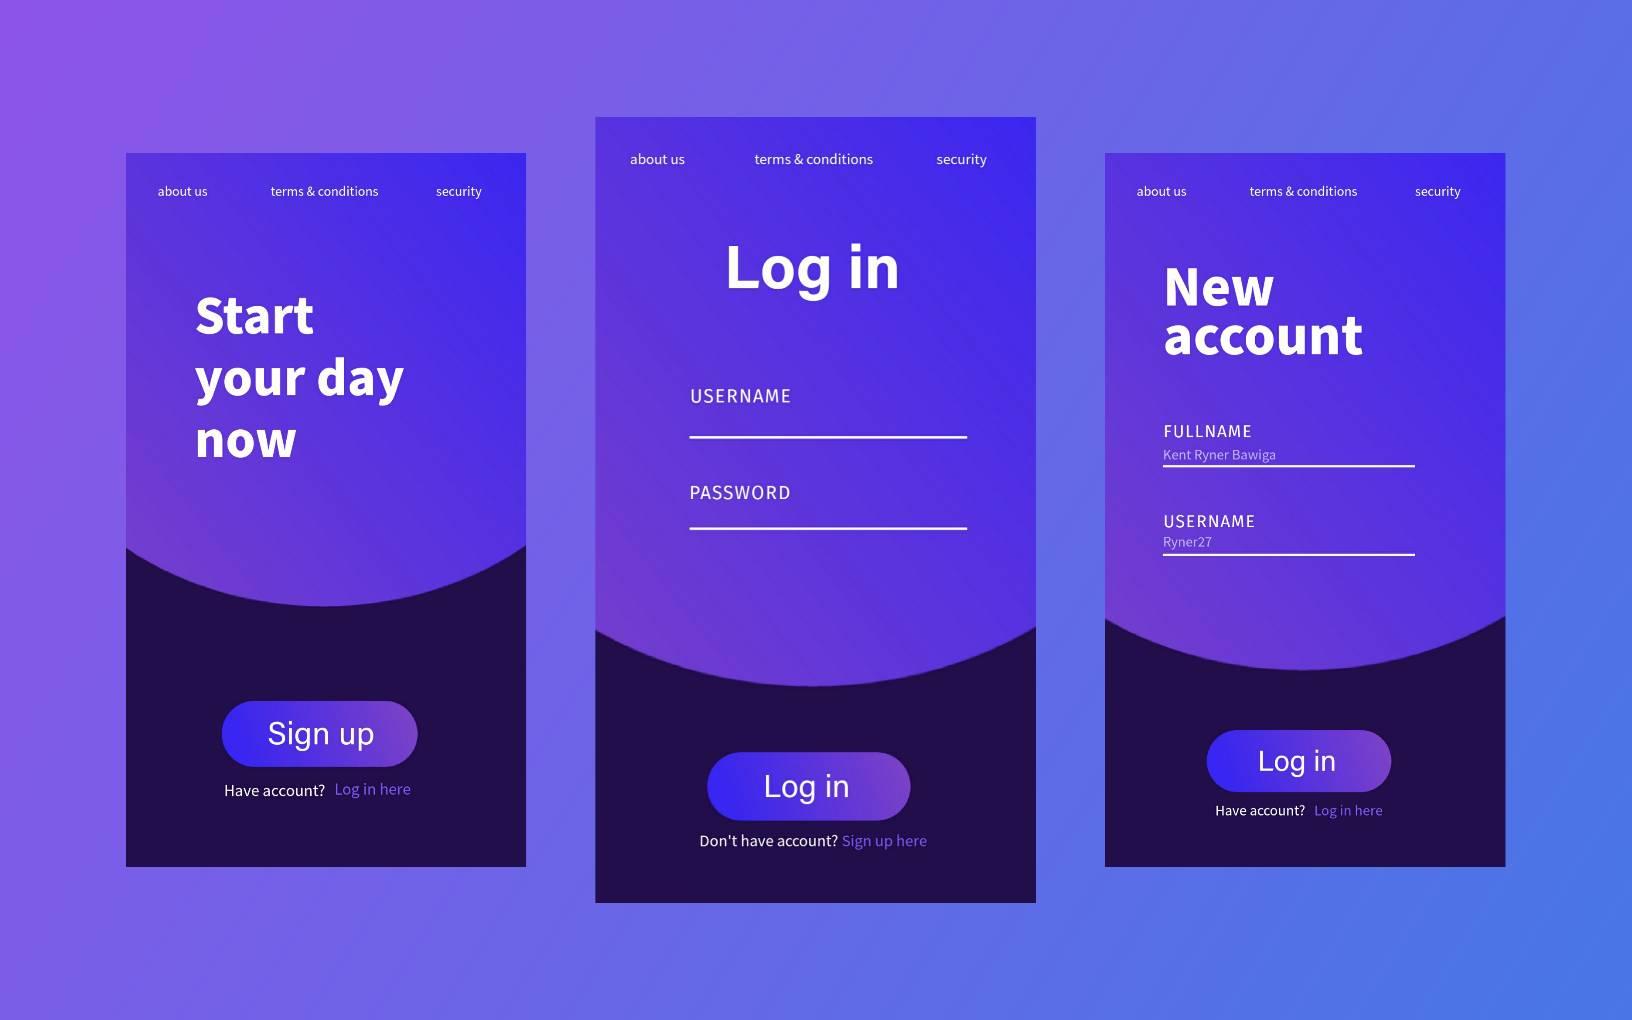 about us terms & conditions security
Start
your day
now
Sign up
Have account? Log in here
about us terms & conditions security
Log in
USERNAME
PASSWORD
Log in
Don't have account? Sign up here
about us terms & conditions security
New
account
FULLNAME
Kent Ryner Bawiga
USERNAME
Ryner27
Log in
Have account? Log in here